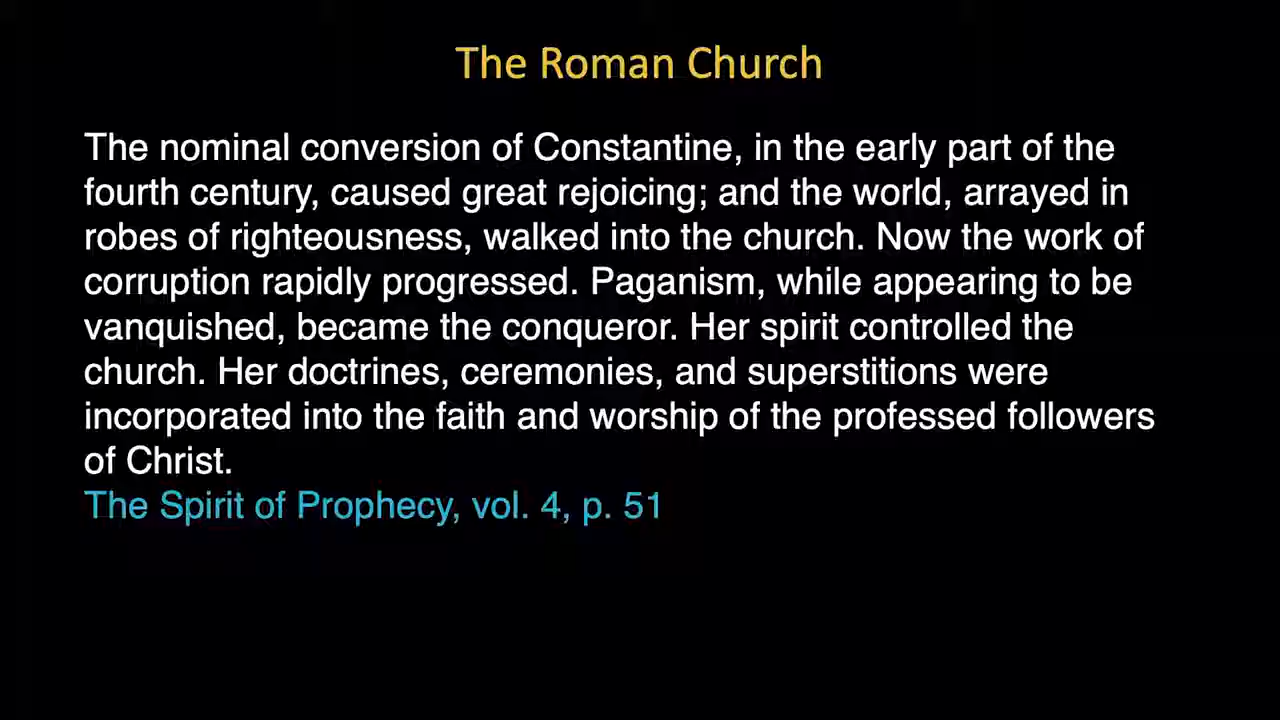 The Roman Church
The nominal conversion of Constantine, in the early part of the
fourth century, caused great rejoicing; and the world, arrayed in
robes of righteousness, walked into the church. Now the work of
corruption rapidly progressed. Paganism, while appearing to be
vanquished, became the conqueror. Her spirit controlled the
church. Her doctrines, ceremonies, and superstitions were
incorporated into the faith and worship of the professed followers
of Christ.
The Spirit of Prophecy, vol. 4, p. 51